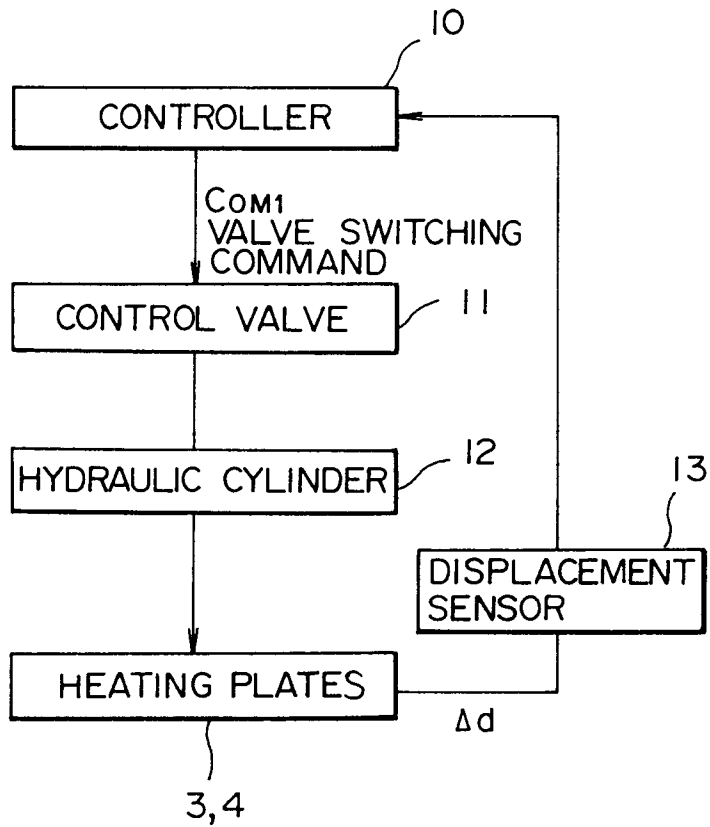 10
CONTROLLER
COM1
VALVE SWITCHING
COMMAND
CONTROL VALVE
11
HYDRAULIC CYLINDER
12
13
DISPLACEMENT
SENSOR
HEATING PLATES
Δd
3,4